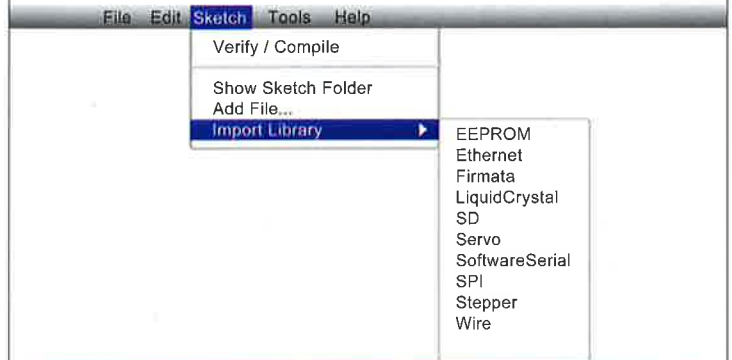 File Edit Sketch Tools Help
Verify / Compile
Show Sketch Folder
Add File...
Import Library
EEPROM
Ethernet
Firmata
LiquidCrystal
SD
Servo
SoftwareSerial
SPI
Stepper
Wire